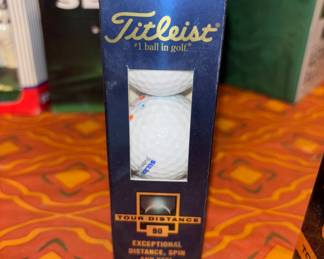 Titleist
#1 ball in golf.
TOUR DISTANCE
90
EXCEPTIONAL
DISTANCE, SPIN